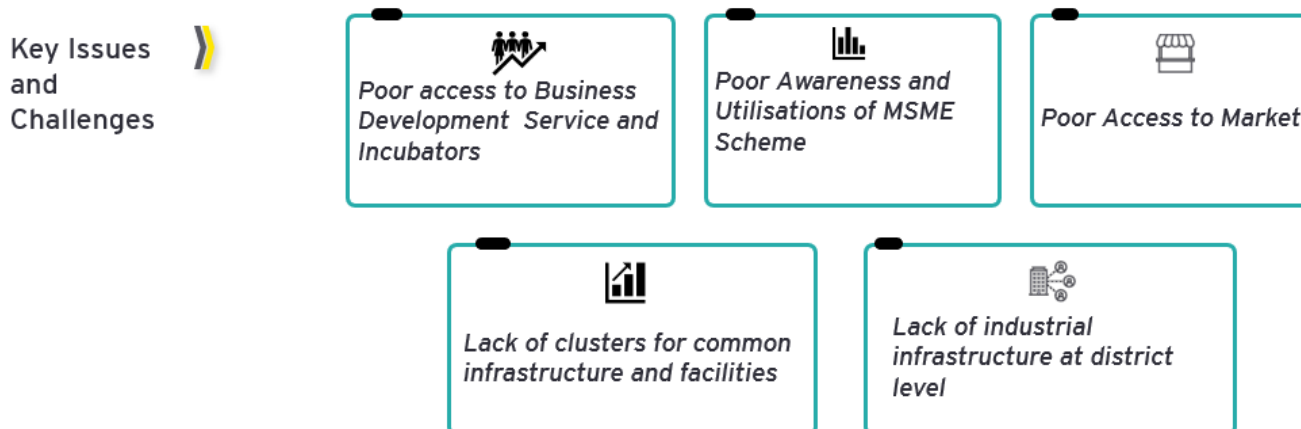 Key Issues
and
Challenges
Poor access to Business
Development Service and
Incubators
Poor Awareness and
Utilisations of MSME
Scheme
Poor Access to Market
Lack of clusters for common
infrastructure and facilities
Lack of industrial
infrastructure at district
level